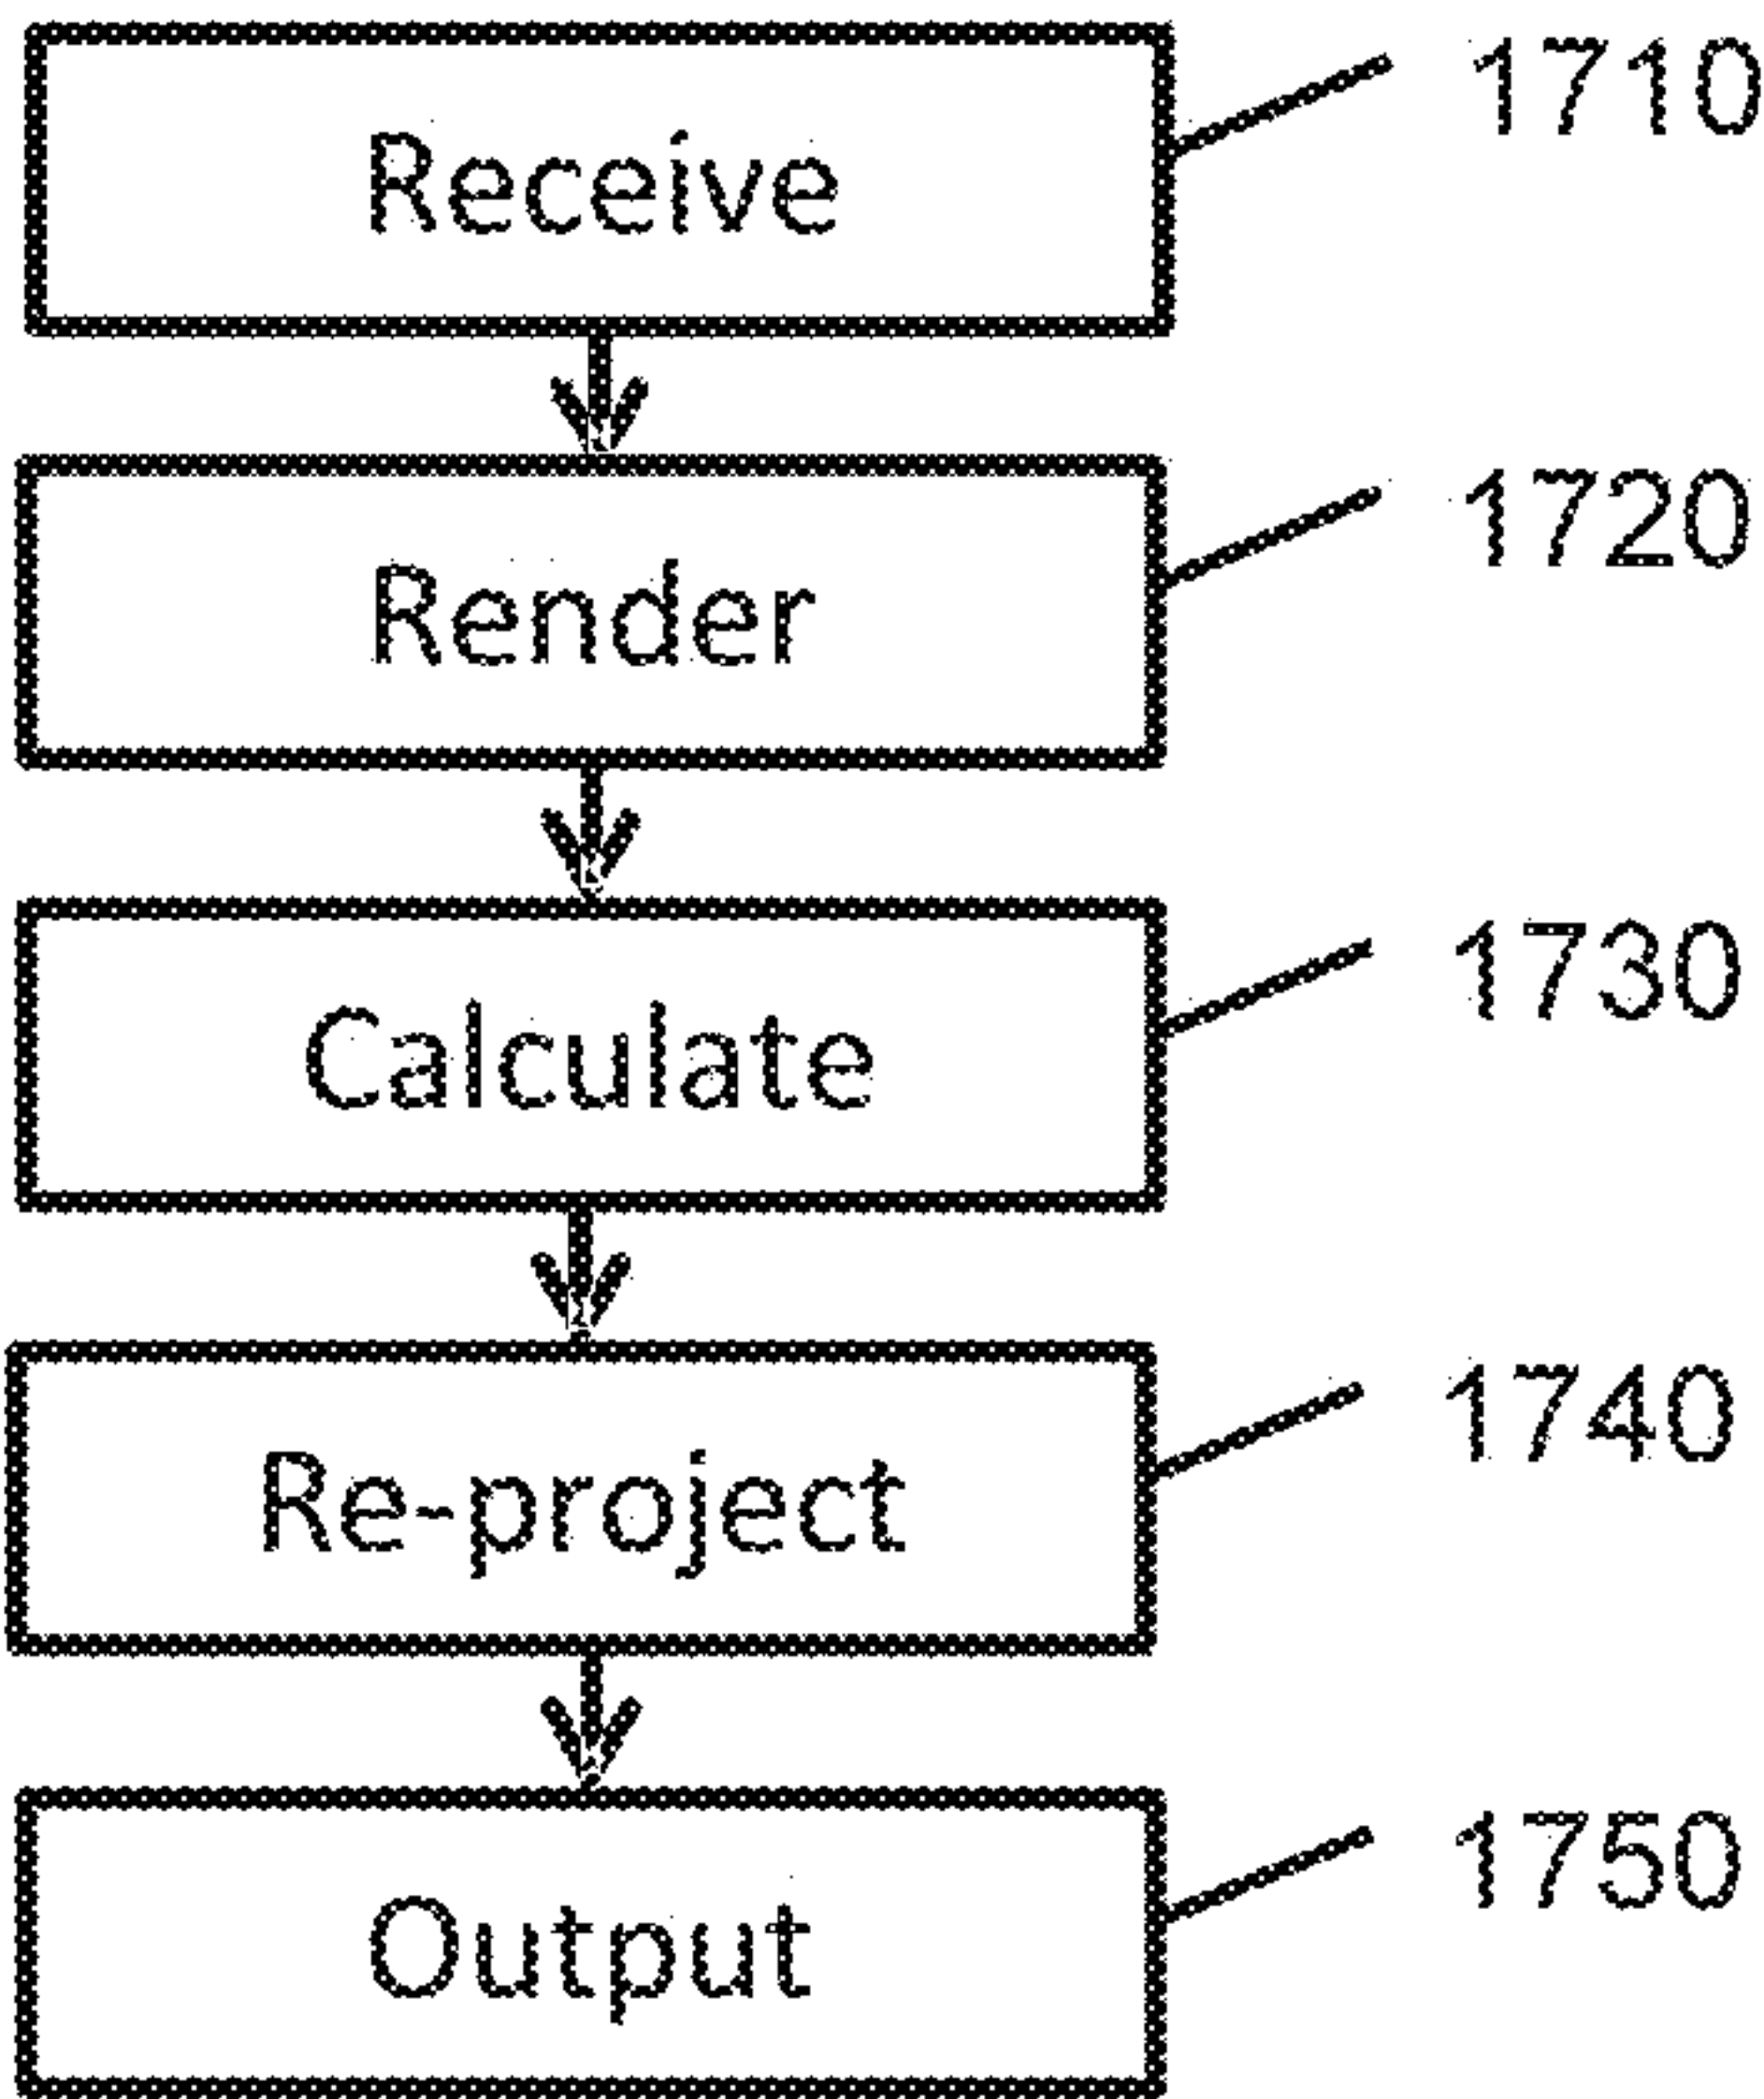 Receive 1710
Render 1720
Calculate 1730
Re-project 1740
Output 1750